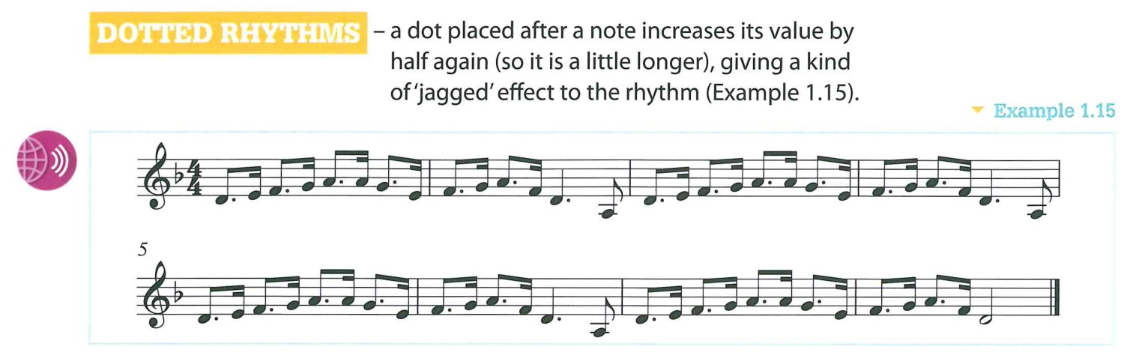 DOTTED RHYTHMS – a dot placed after a note increases its value by
half again (so it is a little longer), giving a kind
of ‘jagged’ effect to the rhythm (Example 1.15).
Example 1.15
4
4
5